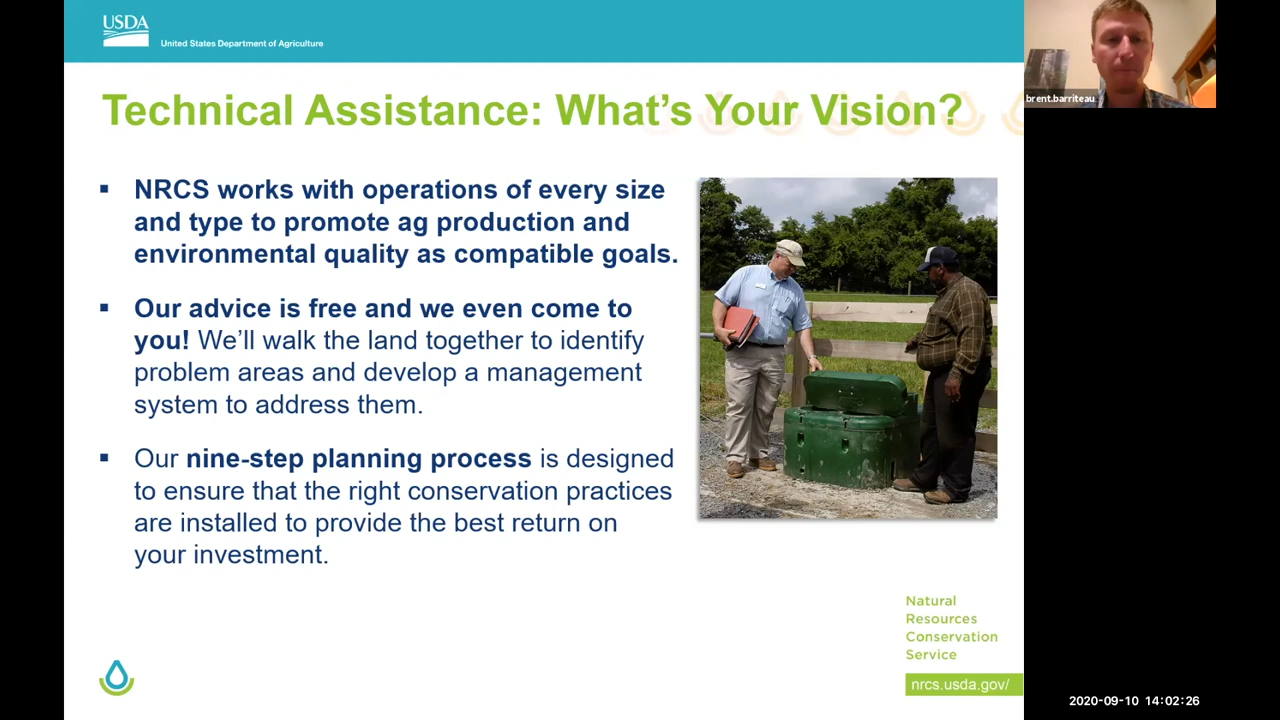 USDA
United States Department of Agriculture
brent.barriteau
Technical Assistance: What's Your Vision?
▪ NRCS works with operations of every size
and type to promote ag production and
environmental quality as compatible goals.
▪ Our advice is free and we even come to
you! We'll walk the land together to identify
problem areas and develop a management
system to address them.
▪ Our nine-step planning process is designed
to ensure that the right conservation practices
are installed to provide the best return on
your investment.
Natural
Resources
Conservation
Service
nrcs.usda.gov/
2020-09-10 14:02:26